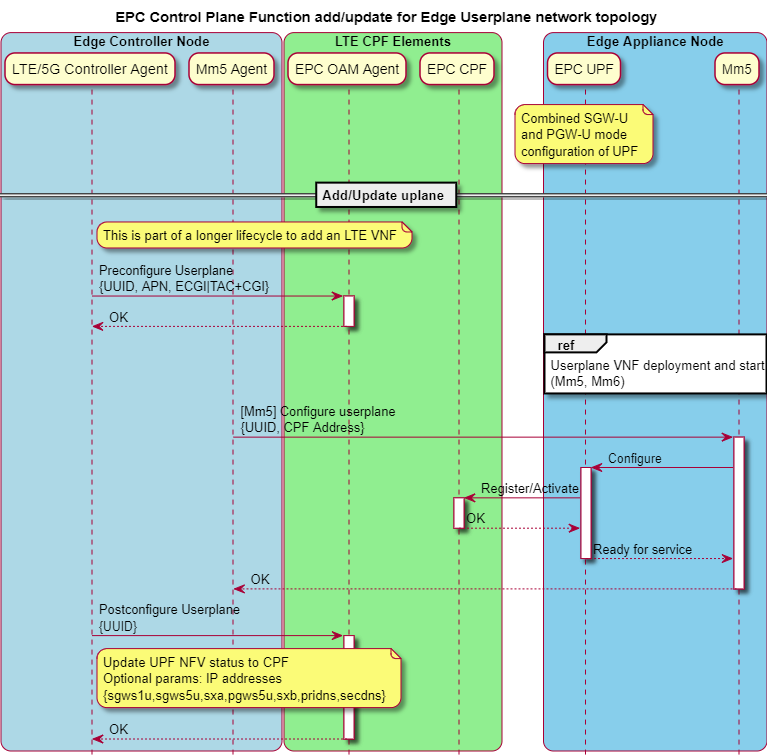 EPC Control Plane Function add/update for Edge Userplane network topology
Edge Controller Node
LTE CPF Elements
Edge Appliance Node
LTE/5G Controller Agent
Mm5 Agent
EPC OAM Agent
EPC CPF
EPC UPF
Mm5
Combined SGW-U
and PGW-U mode
configuration of UPF
Add/Update uplane
This is part of a longer lifecycle to add an LTE VNF
Preconfigure Userplane
{UUID, APN, ECGI|TAC+CGI}
OK
ref
Userplane VNF deployment and start
(Mm5, Mm6)
[Mm5] Configure userplane
{UUID, CPF Address}
Configure
Register/Activate
OK
Ready for service
OK
Postconfigure Userplane
{UUID}
Update UPF NFV status to CPF
Optional params: IP addresses
{sgws1u,sgws5u,sxa,pgws5u,sxb,pridns,secdns}
OK